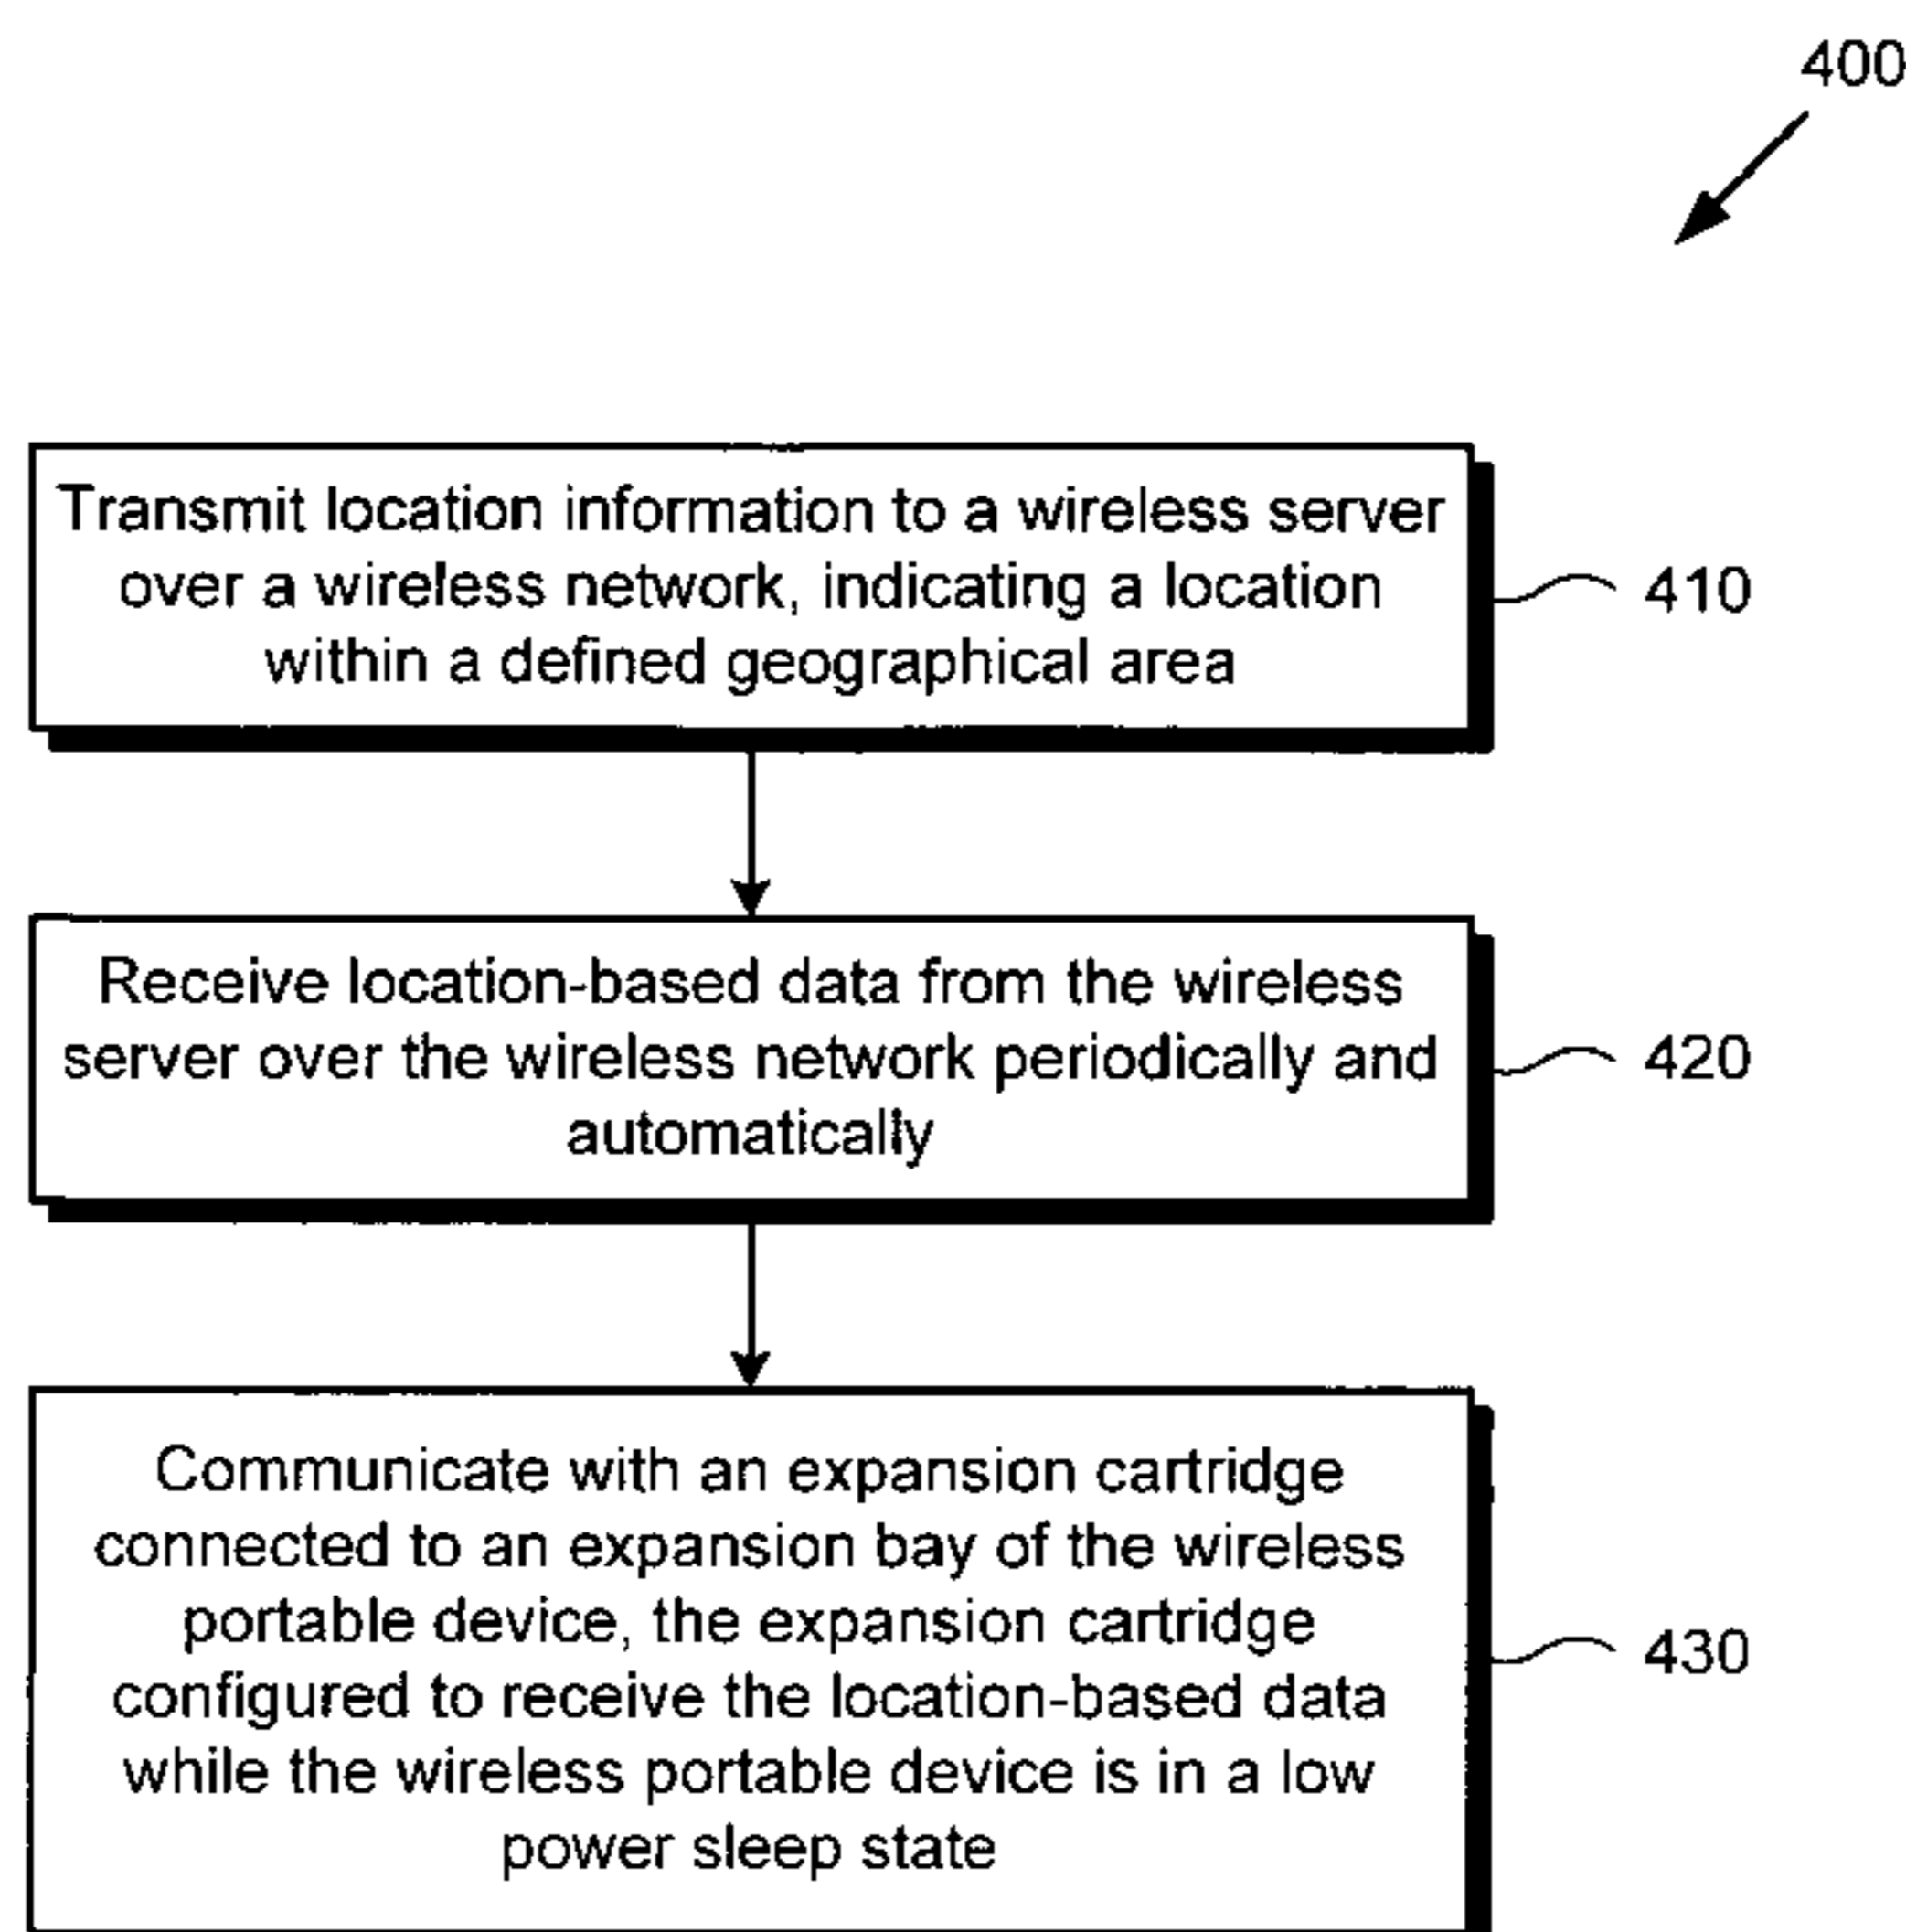 400
Transmit location information to a wireless server
over a wireless network, indicating a location
within a defined geographical area
410
Receive location-based data from the wireless
server over the wireless network periodically and
automatically
420
Communicate with an expansion cartridge
connected to an expansion bay of the wireless
portable device, the expansion cartridge
configured to receive the location-based data
while the wireless portable device is in a low
power sleep state
430